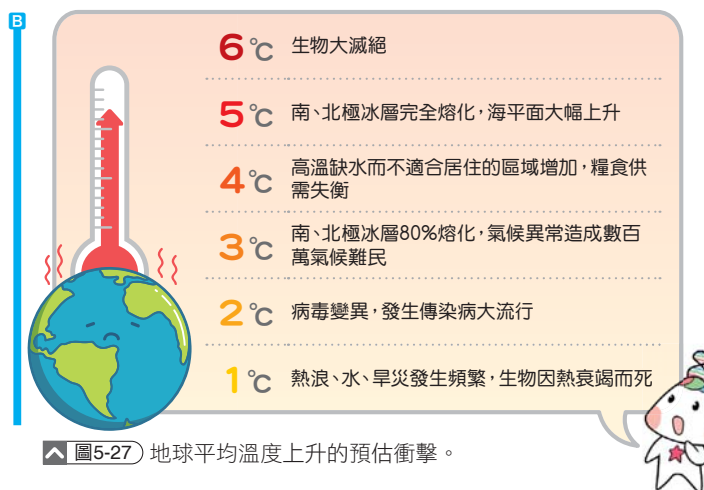 B
6℃ 生物大滅絕
5℃ 南、北極冰層完全熔化，海平面大幅上升
4℃ 高溫缺水而不適合居住的區域增加，糧食供
需失衡
3℃ 南、北極冰層80%熔化，氣候異常造成數百
萬氣候難民
2℃ 病毒變異，發生傳染病大流行
1℃ 熱浪、水、旱災發生頻繁，生物因熱衰竭而死
圖5-27 地球平均溫度上升的預估衝擊。